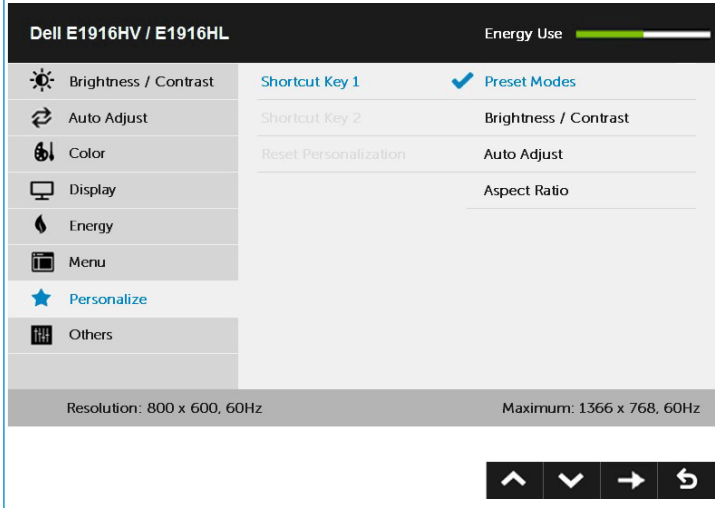 Dell E1916HV / E1916HL
Energy Use
Brightness / Contrast
Shortcut Key 1
Preset Modes
Auto Adjust
Shortcut Key 2
Brightness / Contrast
Color
Reset Personalization
Auto Adjust
Display
Aspect Ratio
Energy
Menu
Personalize
Others
Resolution: 800 x 600, 60Hz
Maximum: 1366 x 768, 60Hz